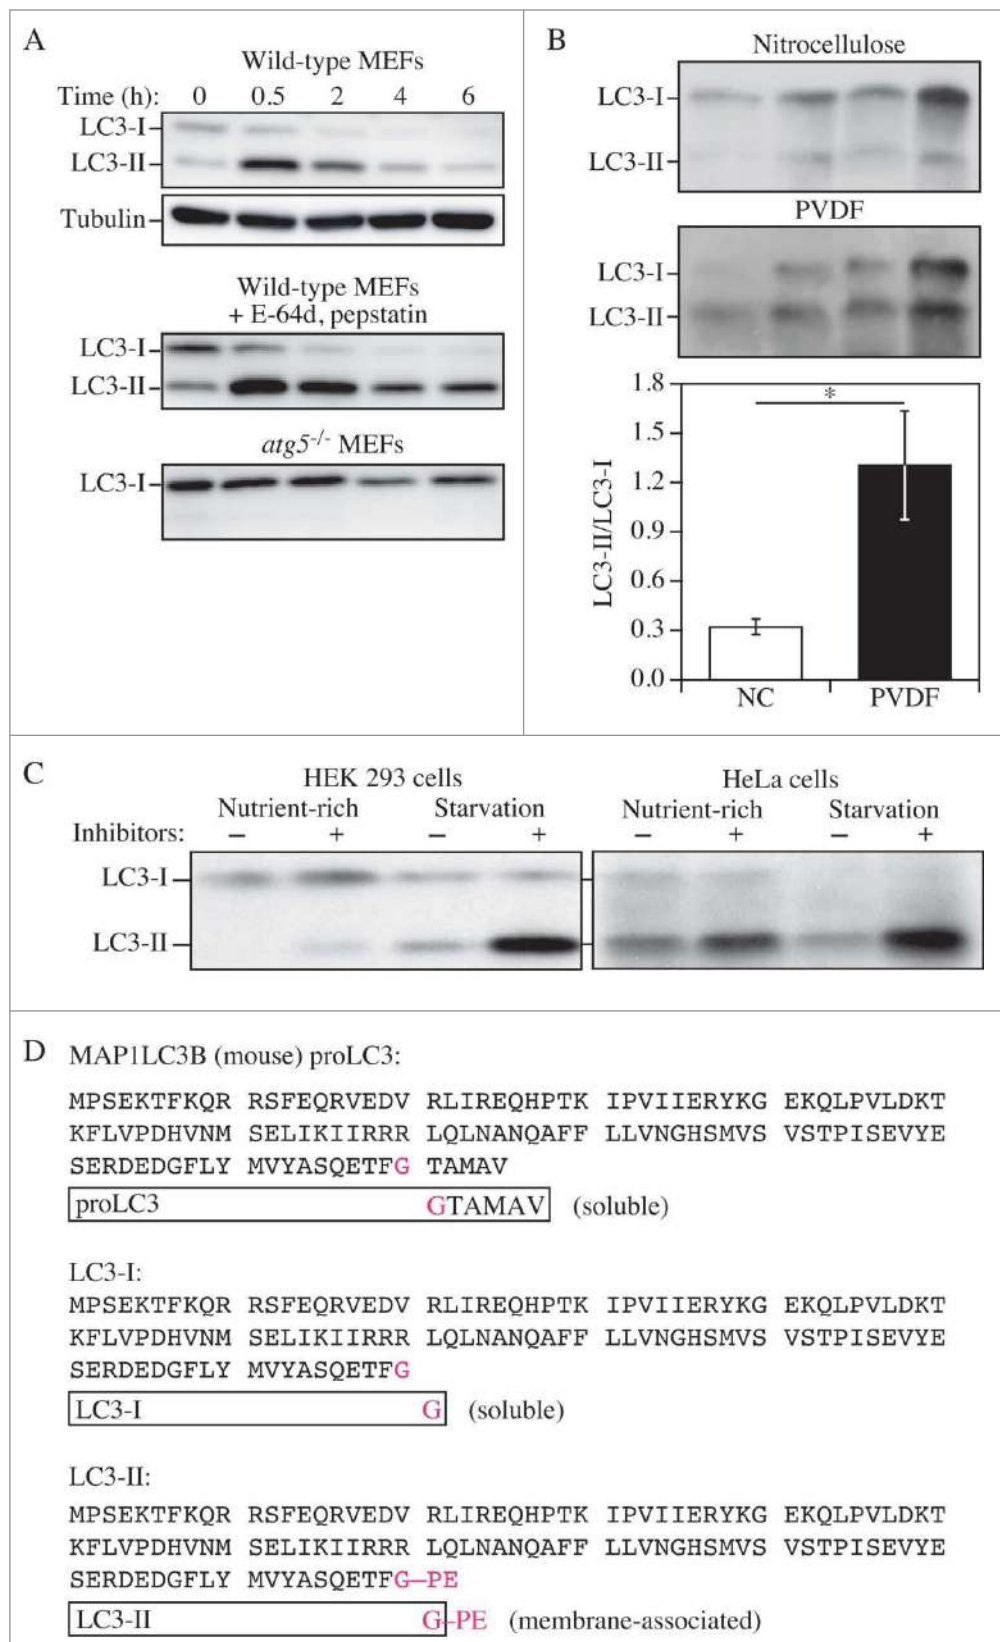 A
Wild-type MEFs
Time (h): 0 0.5 2 4 6
LC3-I
LC3-II
Tubulin
Wild-type MEFs
+ E-64d, pepstatin
LC3-I
LC3-II
atg5-/- MEFs
LC3-I
B
Nitrocellulose
LC3-I
LC3-II
PVDF
LC3-I
LC3-II
1.8
*
1.5
1.2
0.9
0.6
0.3
0.0
LC3-II/LC3-I
NC PVDF
C
HEK 293 cells HeLa cells
Nutrient-rich Starvation Nutrient-rich Starvation
Inhibitors: – + – + – + – +
LC3-I
LC3-II
D MAP1LC3B (mouse) proLC3:
MPSEKTFKQR RSFEQRVEDV RLIREQHPTK IPVIIERYKG EKQLPVLDKT
KFLVPDHVNM SELIKIIRRR LQLNANQAFF LLVNGHSMVS VSTPISEVYE
SERDEDGFLY MVYASQETFG TAMAV
proLC3 GTAMAV (soluble)
LC3-I:
MPSEKTFKQR RSFEQRVEDV RLIREQHPTK IPVIIERYKG EKQLPVLDKT
KFLVPDHVNM SELIKIIRRR LQLNANQAFF LLVNGHSMVS VSTPISEVYE
SERDEDGFLY MVYASQETFG
LC3-I G (soluble)
LC3-II:
MPSEKTFKQR RSFEQRVEDV RLIREQHPTK IPVIIERYKG EKQLPVLDKT
KFLVPDHVNM SELIKIIRRR LQLNANQAFF LLVNGHSMVS VSTPISEVYE
SERDEDGFLY MVYASQETFG–PE
LC3-II G–PE (membrane-associated)